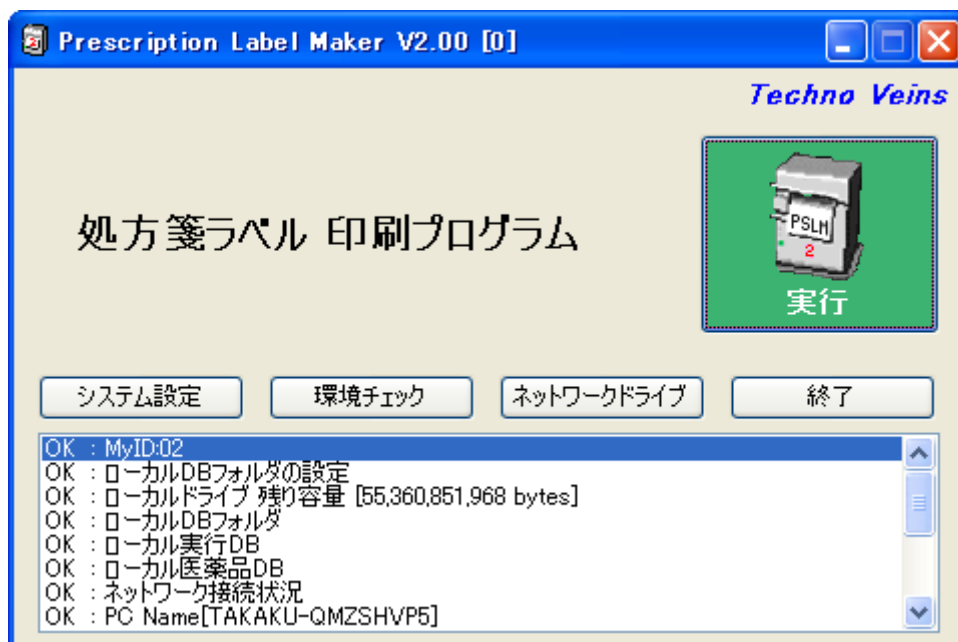 Prescription Label Maker V2.00 [0]
Techno Veins
処方箋ラベル 印刷プログラム
PSLM
2
実行
システム設定
環境チェック
ネットワークドライブ
終了
OK : MyID:02
OK : ローカルDBフォルダの設定
OK : ローカルドライブ 残り容量 [55,360,851,968 bytes]
OK : ローカルDBフォルダ
OK : ローカル実行DB
OK : ローカル医薬品DB
OK : ネットワーク接続状況
OK : PC Name[TAKAKU-QMZSHVP5]